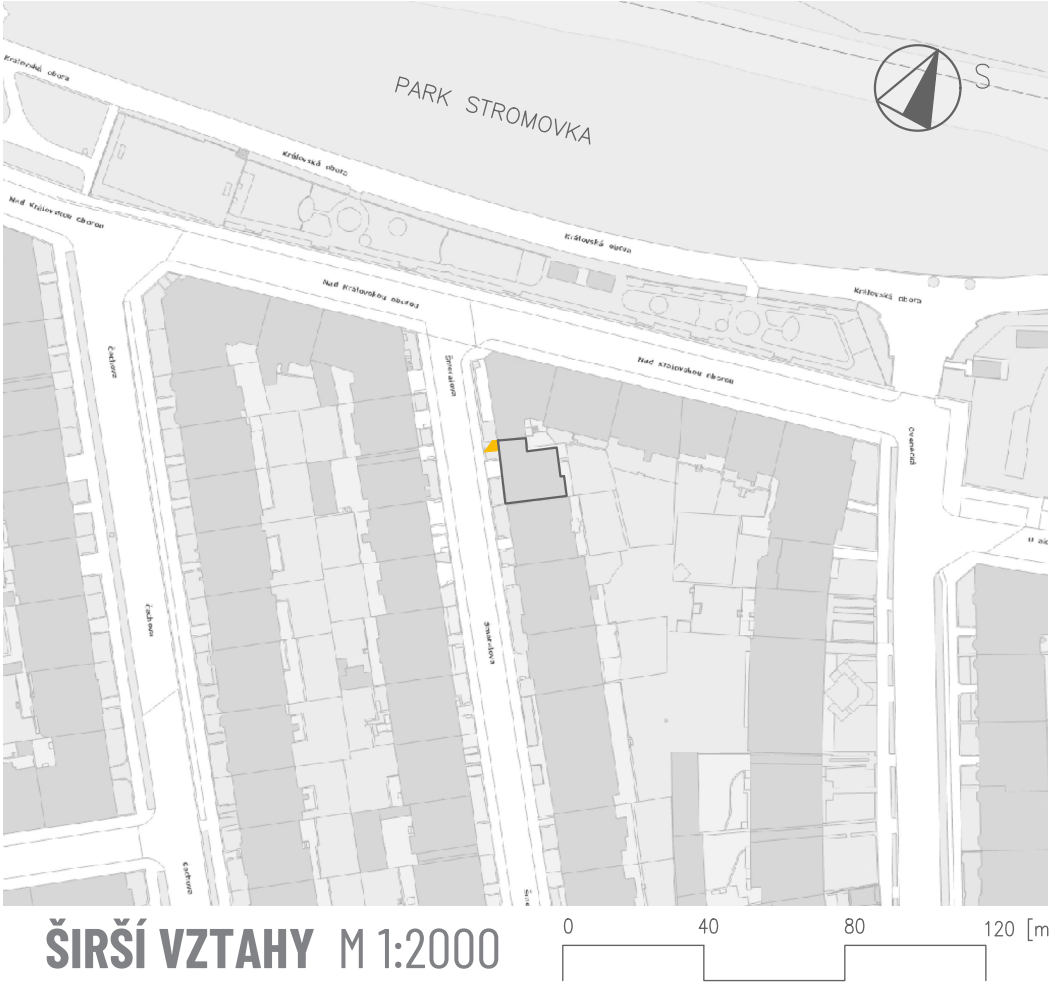 Královská obora
PARK STROMOVKA
S
Královská obora
Nad Královskou oborou
Královská obora
Královská obora
Nad Královskou oborou
Nad Královskou oborou
Čechova
Šmeralova
Ovenecká
Čechova
Šmeralova
Čechova
ŠIRŠÍ VZTAHY M 1:2000
0 40 80 120 [m